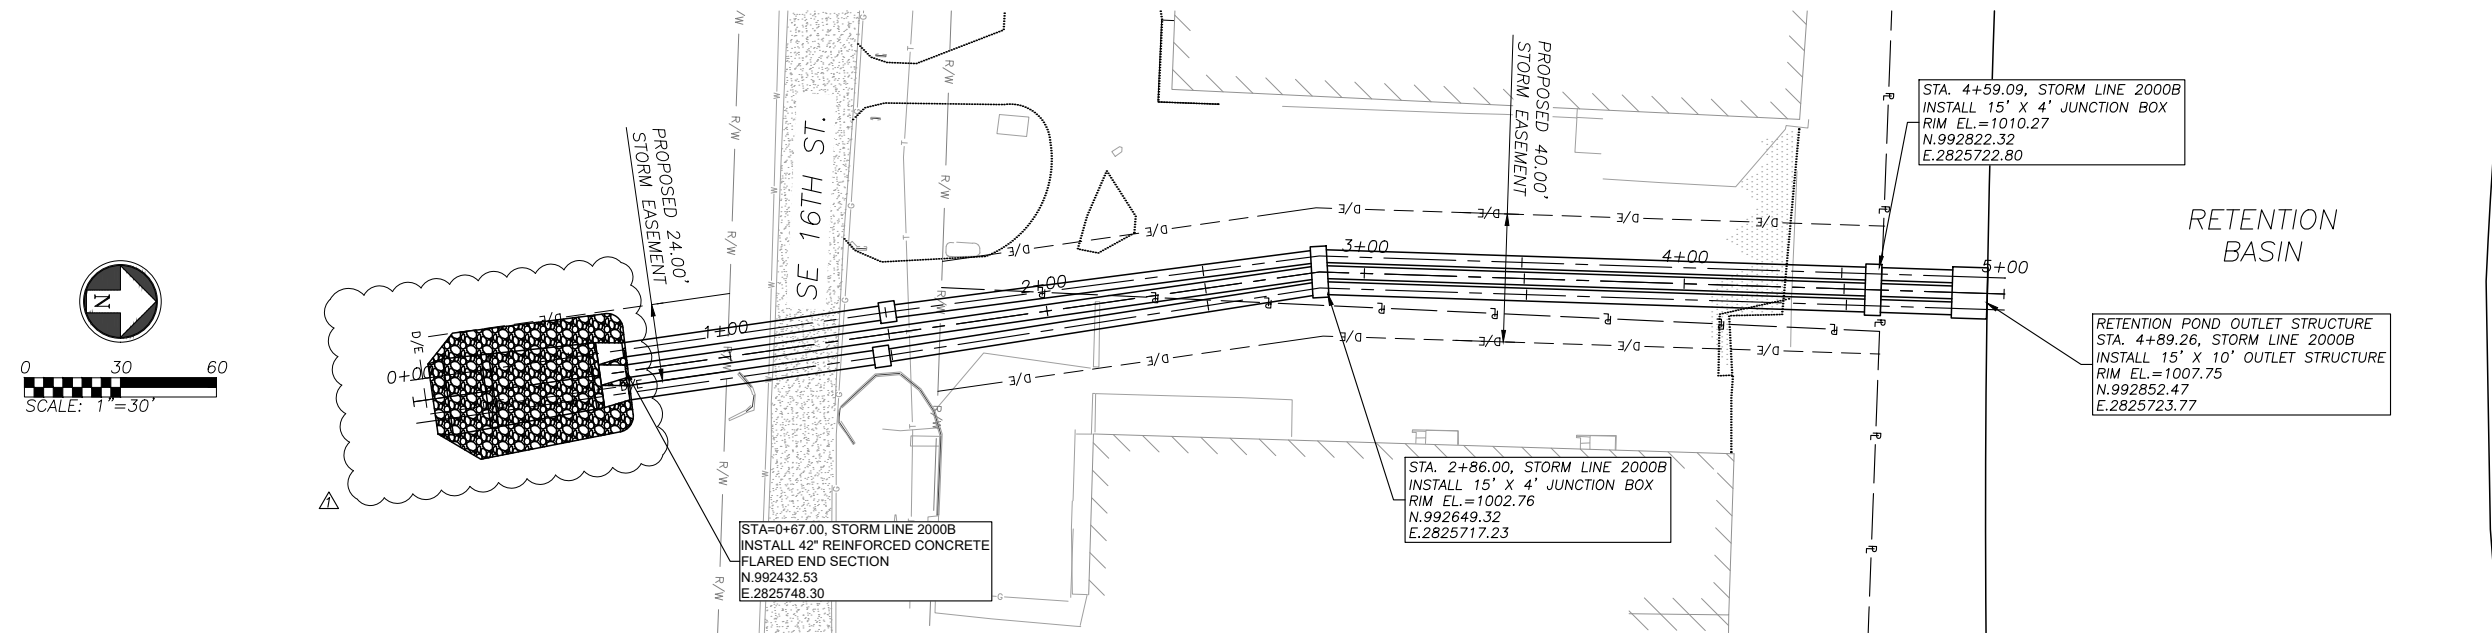 N
0 30 60
SCALE: 1"=30'
1
D/E
0+00
D/E
D/E
PROPOSED 24.00'
STORM EASEMENT
1+00
R/W
R/W
R/W
R/W
R/W
R/W
W
W
W
W
W
SE 19TH ST.
G
G
G
G
G
G
T
T
T
T
R/W
R/W
R/W
R/W
STA=0+67.00, STORM LINE 2000B
INSTALL 42" REINFORCED CONCRETE
FLARED END SECTION
N.992432.53
E.2825748.30
2+00
D/E
D/E
D/E
D/E
D/E
D/E
D/E
D/E
PROPOSED 40.00'
STORM EASEMENT
3+00
D/E
D/E
D/E
D/E
D/E
4+00
STA. 2+86.00, STORM LINE 2000B
INSTALL 15' X 4' JUNCTION BOX
RIM EL.=1002.76
N.992649.32
E.2825717.23
STA. 4+59.09, STORM LINE 2000B
INSTALL 15' X 4' JUNCTION BOX
RIM EL.=1010.27
N.992822.32
E.2825722.80
5+00
RETENTION
BASIN
RETENTION POND OUTLET STRUCTURE
STA. 4+89.26, STORM LINE 2000B
INSTALL 15' X 10' OUTLET STRUCTURE
RIM EL.=1007.75
N.992852.47
E.2825723.77